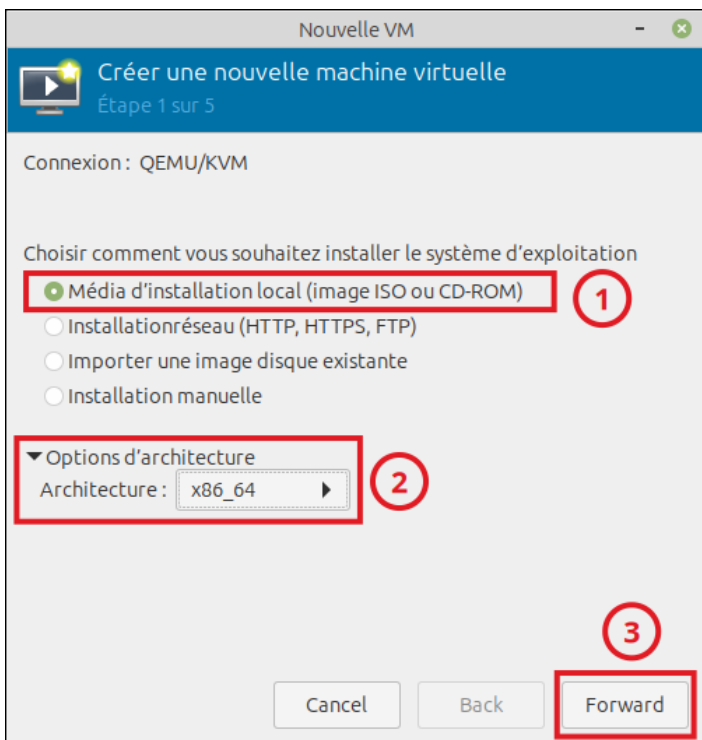 Nouvelle VM
Créer une nouvelle machine virtuelle
Étape 1 sur 5
Connexion : QEMU/KVM
Choisir comment vous souhaitez installer le système d'exploitation
Média d'installation local (image ISO ou CD-ROM)
1
Installationréseau (HTTP, HTTPS, FTP)
Importer une image disque existante
Installation manuelle
Options d'architecture
Architecture : x86_64
2
3
Cancel Back Forward